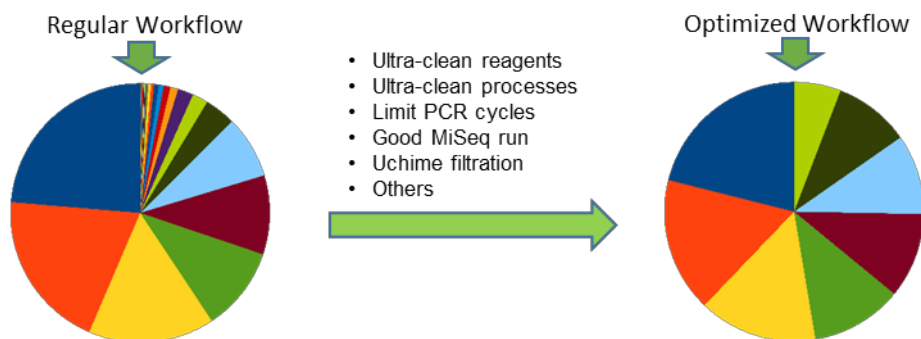 Regular Workflow
Optimized Workflow
• Ultra-clean reagents
• Ultra-clean processes
• Limit PCR cycles
• Good MiSeq run
• Uchime filtration
• Others